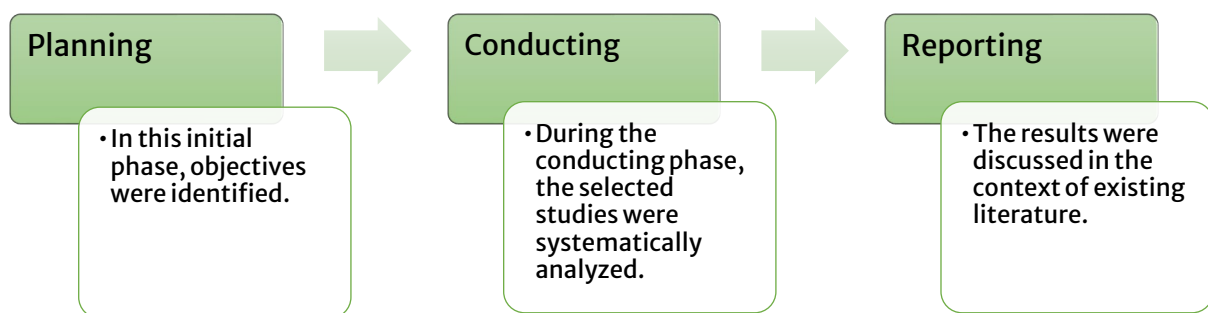 Planning
• In this initial
phase, objectives
were identified.
Conducting
• During the
conducting phase,
the selected
studies were
systematically
analyzed.
Reporting
• The results were
discussed in the
context of existing
literature.